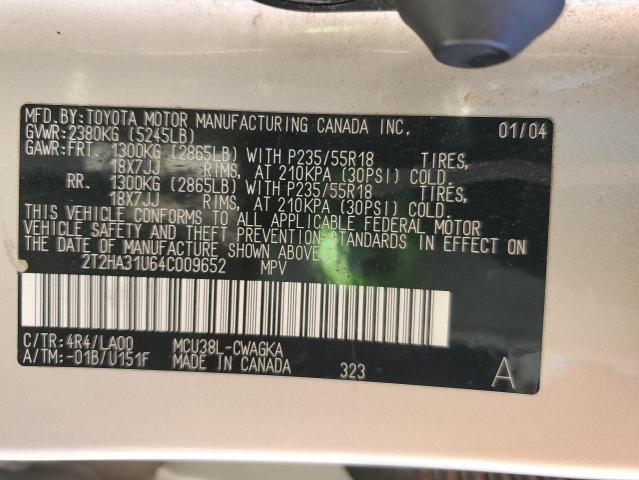 MFD.BY:TOYOTA MOTOR MANUFACTURING CANADA INC. 01/04
GVWR:2380KG (5245LB)
GAWR:FRT. 1300KG (2865LB) WITH P235/55R18 TIRES,
18X7JJ RIMS, AT 210KPA (30PSI) COLD.
RR. 1300KG (2865LB) WITH P235/55R18 TIRES,
18X7JJ RIMS, AT 210KPA (30PSI) COLD.
THIS VEHICLE CONFORMS TO ALL APPLICABLE FEDERAL MOTOR
VEHICLE SAFETY AND THEFT PREVENTION STANDARDS IN EFFECT ON
THE DATE OF MANUFACTURE SHOWN ABOVE.
2T2HA31U64C009652 MPV
C/TR: 4R4/LA00 MCU38L-CWAGKA
A/TM: -01B/U151F MADE IN CANADA 323 A